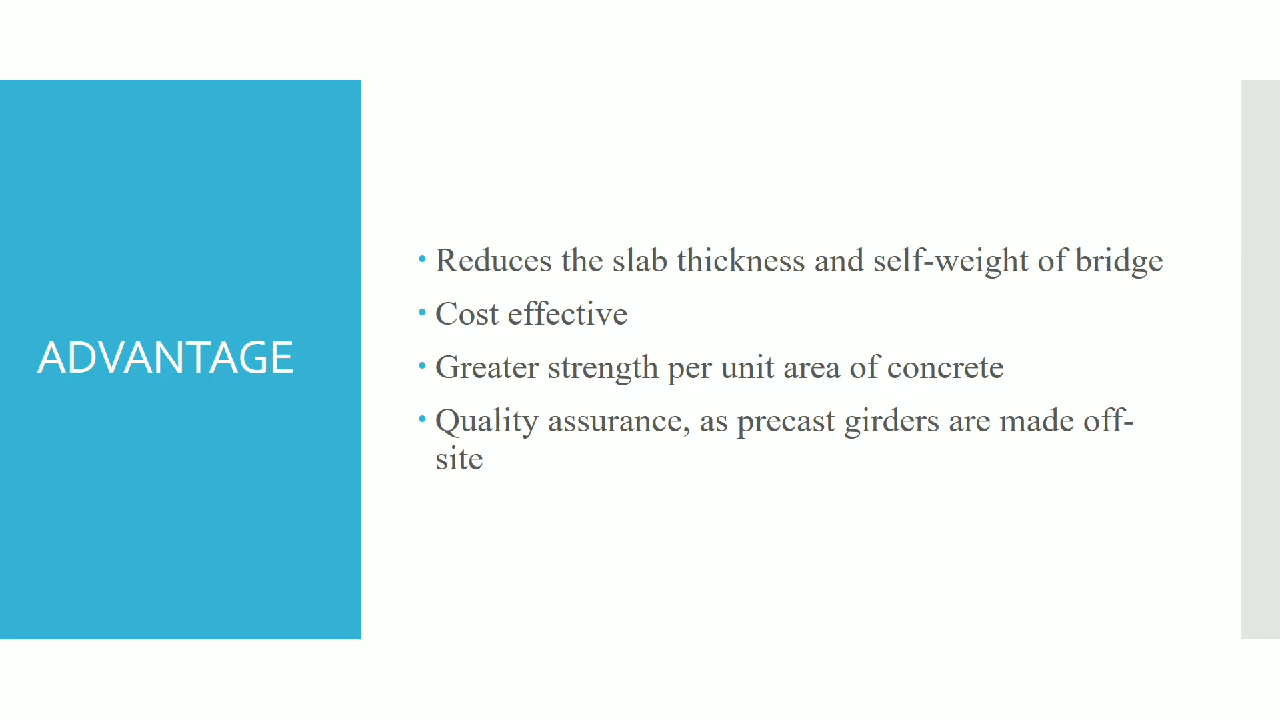 ADVANTAGE
• Reduces the slab thickness and self-weight of bridge
• Cost effective
• Greater strength per unit area of concrete
• Quality assurance, as precast girders are made off-
site